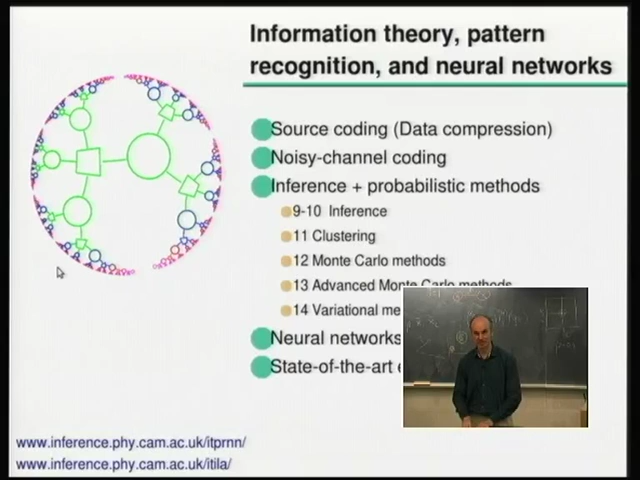 Information theory, pattern
recognition, and neural networks
Source coding (Data compression)
Noisy-channel coding
Inference + probabilistic methods
9-10 Inference
11 Clustering
12 Monte Carlo methods
13 Advanced Monte Carlo methods
14 Variational me
Neural networks
State-of-the-art
www.inference.phy.cam.ac.uk/itprnn/
www.inference.phy.cam.ac.uk/itila/